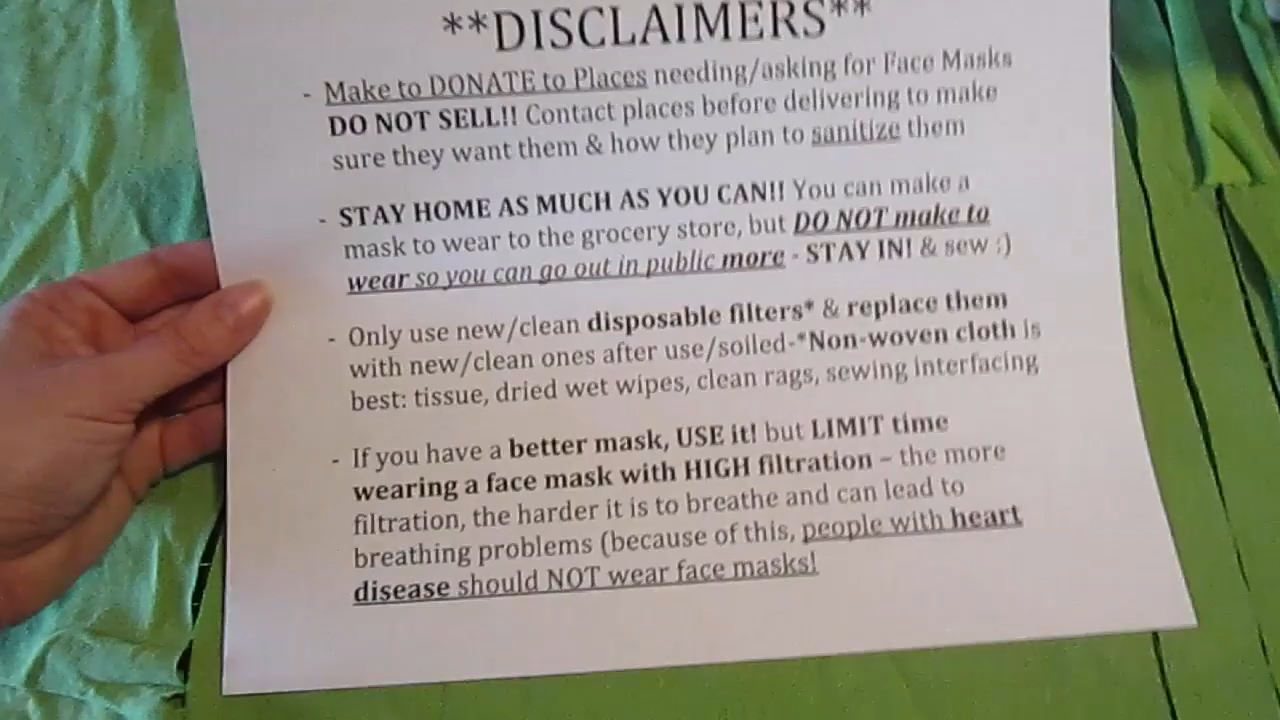 **DISCLAIMERS**
- Make to DONATE to Places needing/asking for Face Masks
DO NOT SELL!! Contact places before delivering to make
sure they want them & how they plan to sanitize them
- STAY HOME AS MUCH AS YOU CAN!! You can make a
mask to wear to the grocery store, but DO NOT make to
wear so you can go out in public more - STAY IN! & sew :)
- Only use new/clean disposable filters* & replace them
with new/clean ones after use/soiled-*Non-woven cloth is
best: tissue, dried wet wipes, clean rags, sewing interfacing
- If you have a better mask, USE it! but LIMIT time
wearing a face mask with HIGH filtration – the more
filtration, the harder it is to breathe and can lead to
breathing problems (because of this, people with heart
disease should NOT wear face masks!